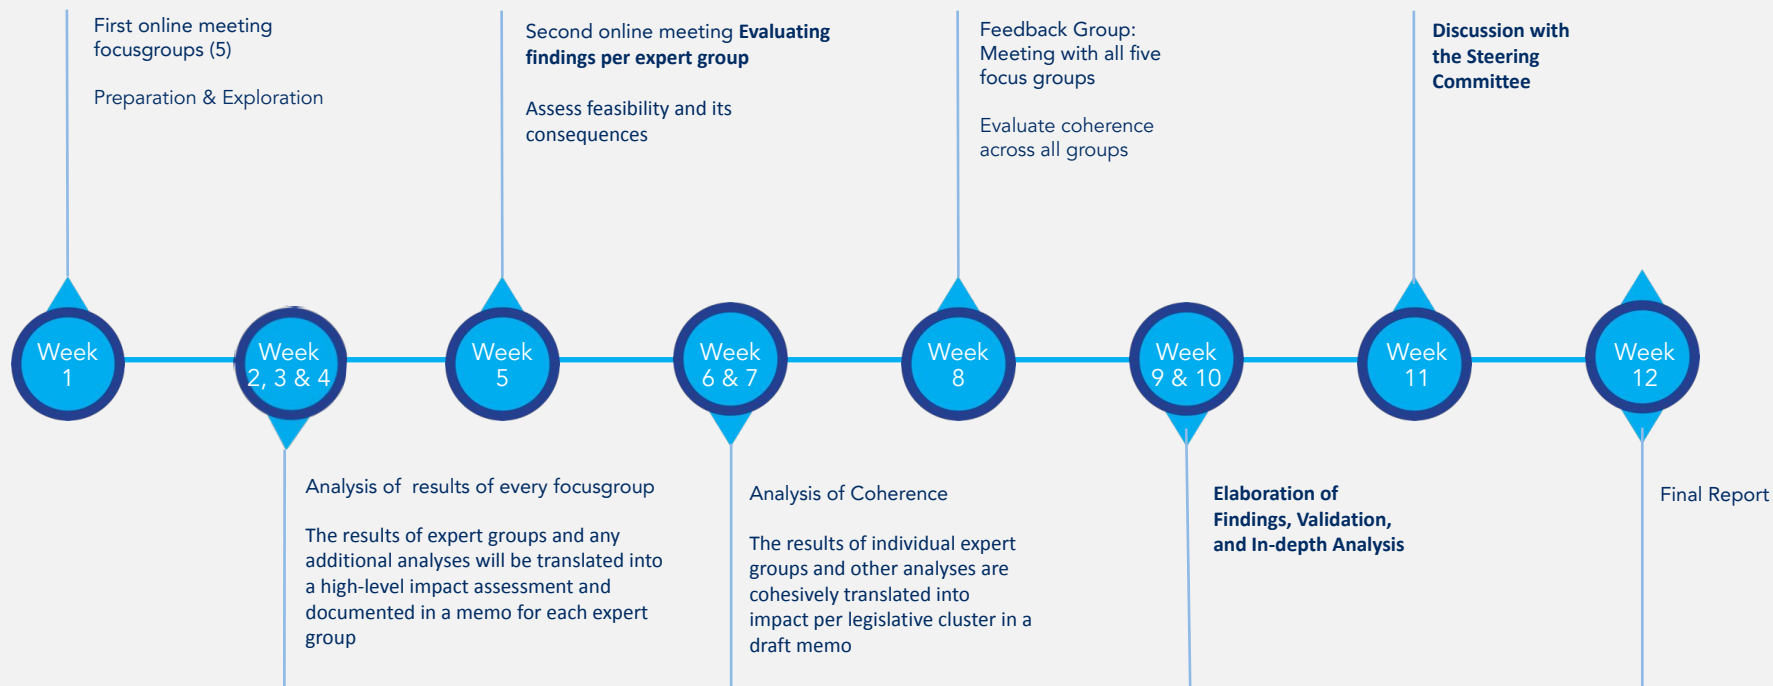 First online meeting
focusgroups (5)
Preparation & Exploration
Second online meeting Evaluating
findings per expert group
Assess feasibility and its
consequences
Feedback Group:
Meeting with all five
focus groups
Evaluate coherence
across all groups
Discussion with
the Steering
Committee
Week
1
Week
2, 3 & 4
Week
5
Week
6 & 7
Week
8
Week
9 & 10
Week
11
Week
12
Analysis of  results of every focusgroup
The results of expert groups and any
additional analyses will be translated into
a high-level impact assessment and
documented in a memo for each expert
group
Analysis of Coherence
The results of individual expert
groups and other analyses are
cohesively translated into
impact per legislative cluster in a
draft memo
Elaboration of
Findings, Validation,
and In-depth Analysis
Final Report